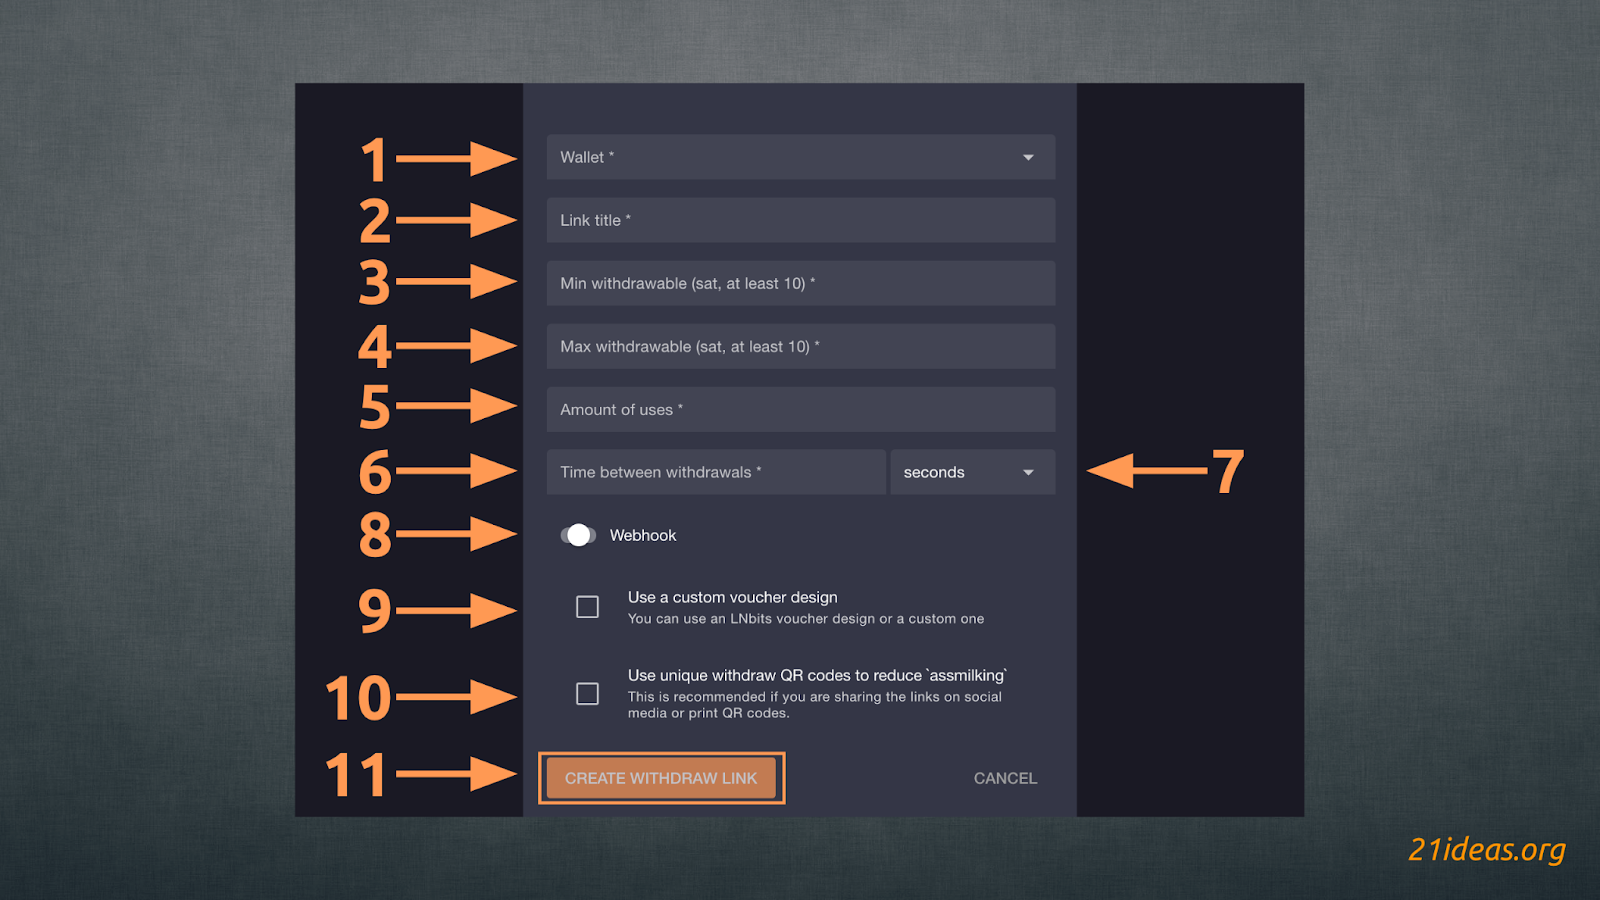 1 Wallet *
2 Link title *
3 Min withdrawable (sat, at least 10) *
4 Max withdrawable (sat, at least 10) *
5 Amount of uses *
6 Time between withdrawals * seconds 7
8 Webhook
9 Use a custom voucher design
You can use an LNbits voucher design or a custom one
10 Use unique withdraw QR codes to reduce `assmilking`
This is recommended if you are sharing the links on social
media or print QR codes.
11 CREATE WITHDRAW LINK CANCEL
21ideas.org